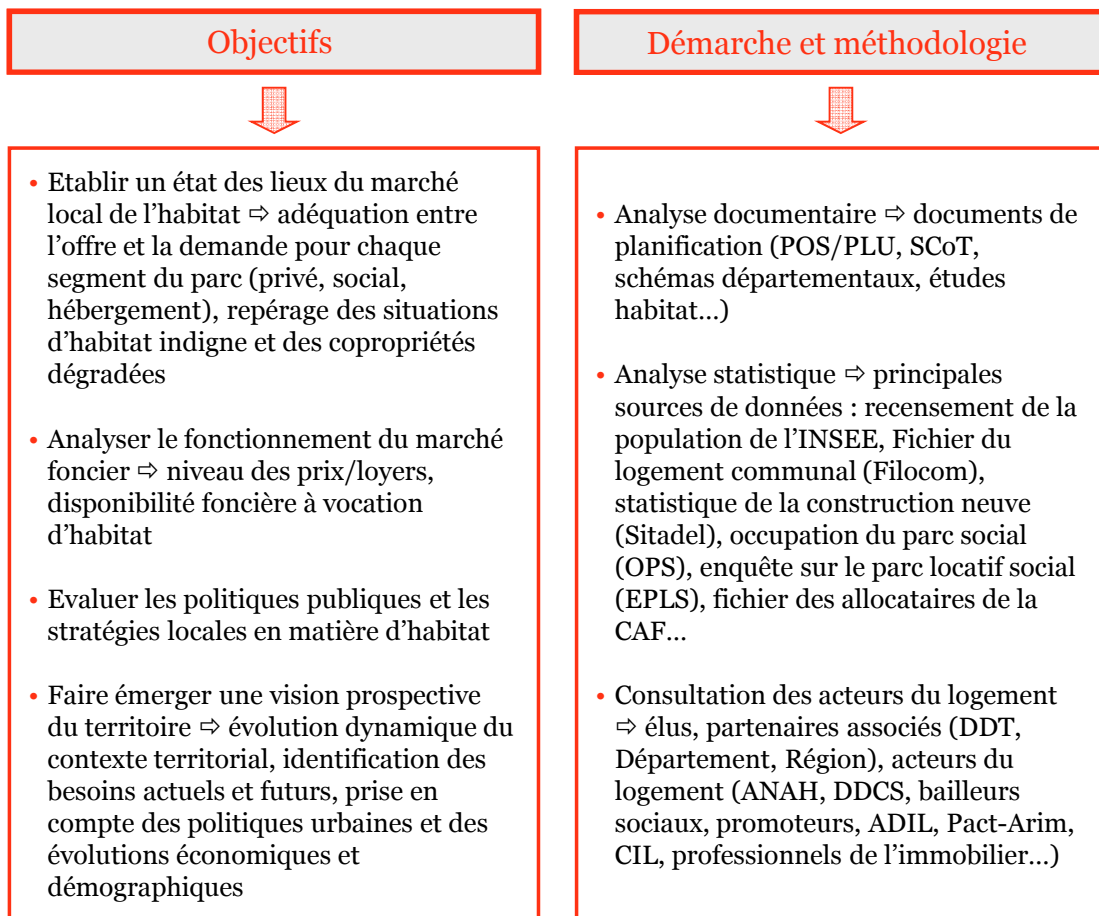 Objectifs
• Etablir un état des lieux du marché
local de l’habitat ⇨ adéquation entre
l’offre et la demande pour chaque
segment du parc (privé, social,
hébergement), repérage des situations
d’habitat indigne et des copropriétés
dégradées
• Analyser le fonctionnement du marché
foncier ⇨ niveau des prix/loyers,
disponibilité foncière à vocation
d’habitat
• Evaluer les politiques publiques et les
stratégies locales en matière d’habitat
• Faire émerger une vision prospective
du territoire ⇨ évolution dynamique du
contexte territorial, identification des
besoins actuels et futurs, prise en
compte des politiques urbaines et des
évolutions économiques et
démographiques
Démarche et méthodologie
• Analyse documentaire ⇨ documents de
planification (POS/PLU, SCoT,
schémas départementaux, études
habitat…)
• Analyse statistique ⇨ principales
sources de données : recensement de la
population de l’INSEE, Fichier du
logement communal (Filocom),
statistique de la construction neuve
(Sitadel), occupation du parc social
(OPS), enquête sur le parc locatif social
(EPLS), fichier des allocataires de la
CAF…
• Consultation des acteurs du logement
⇨ élus, partenaires associés (DDT,
Département, Région), acteurs du
logement (ANAH, DDCS, bailleurs
sociaux, promoteurs, ADIL, Pact-Arim,
CIL, professionnels de l’immobilier…)